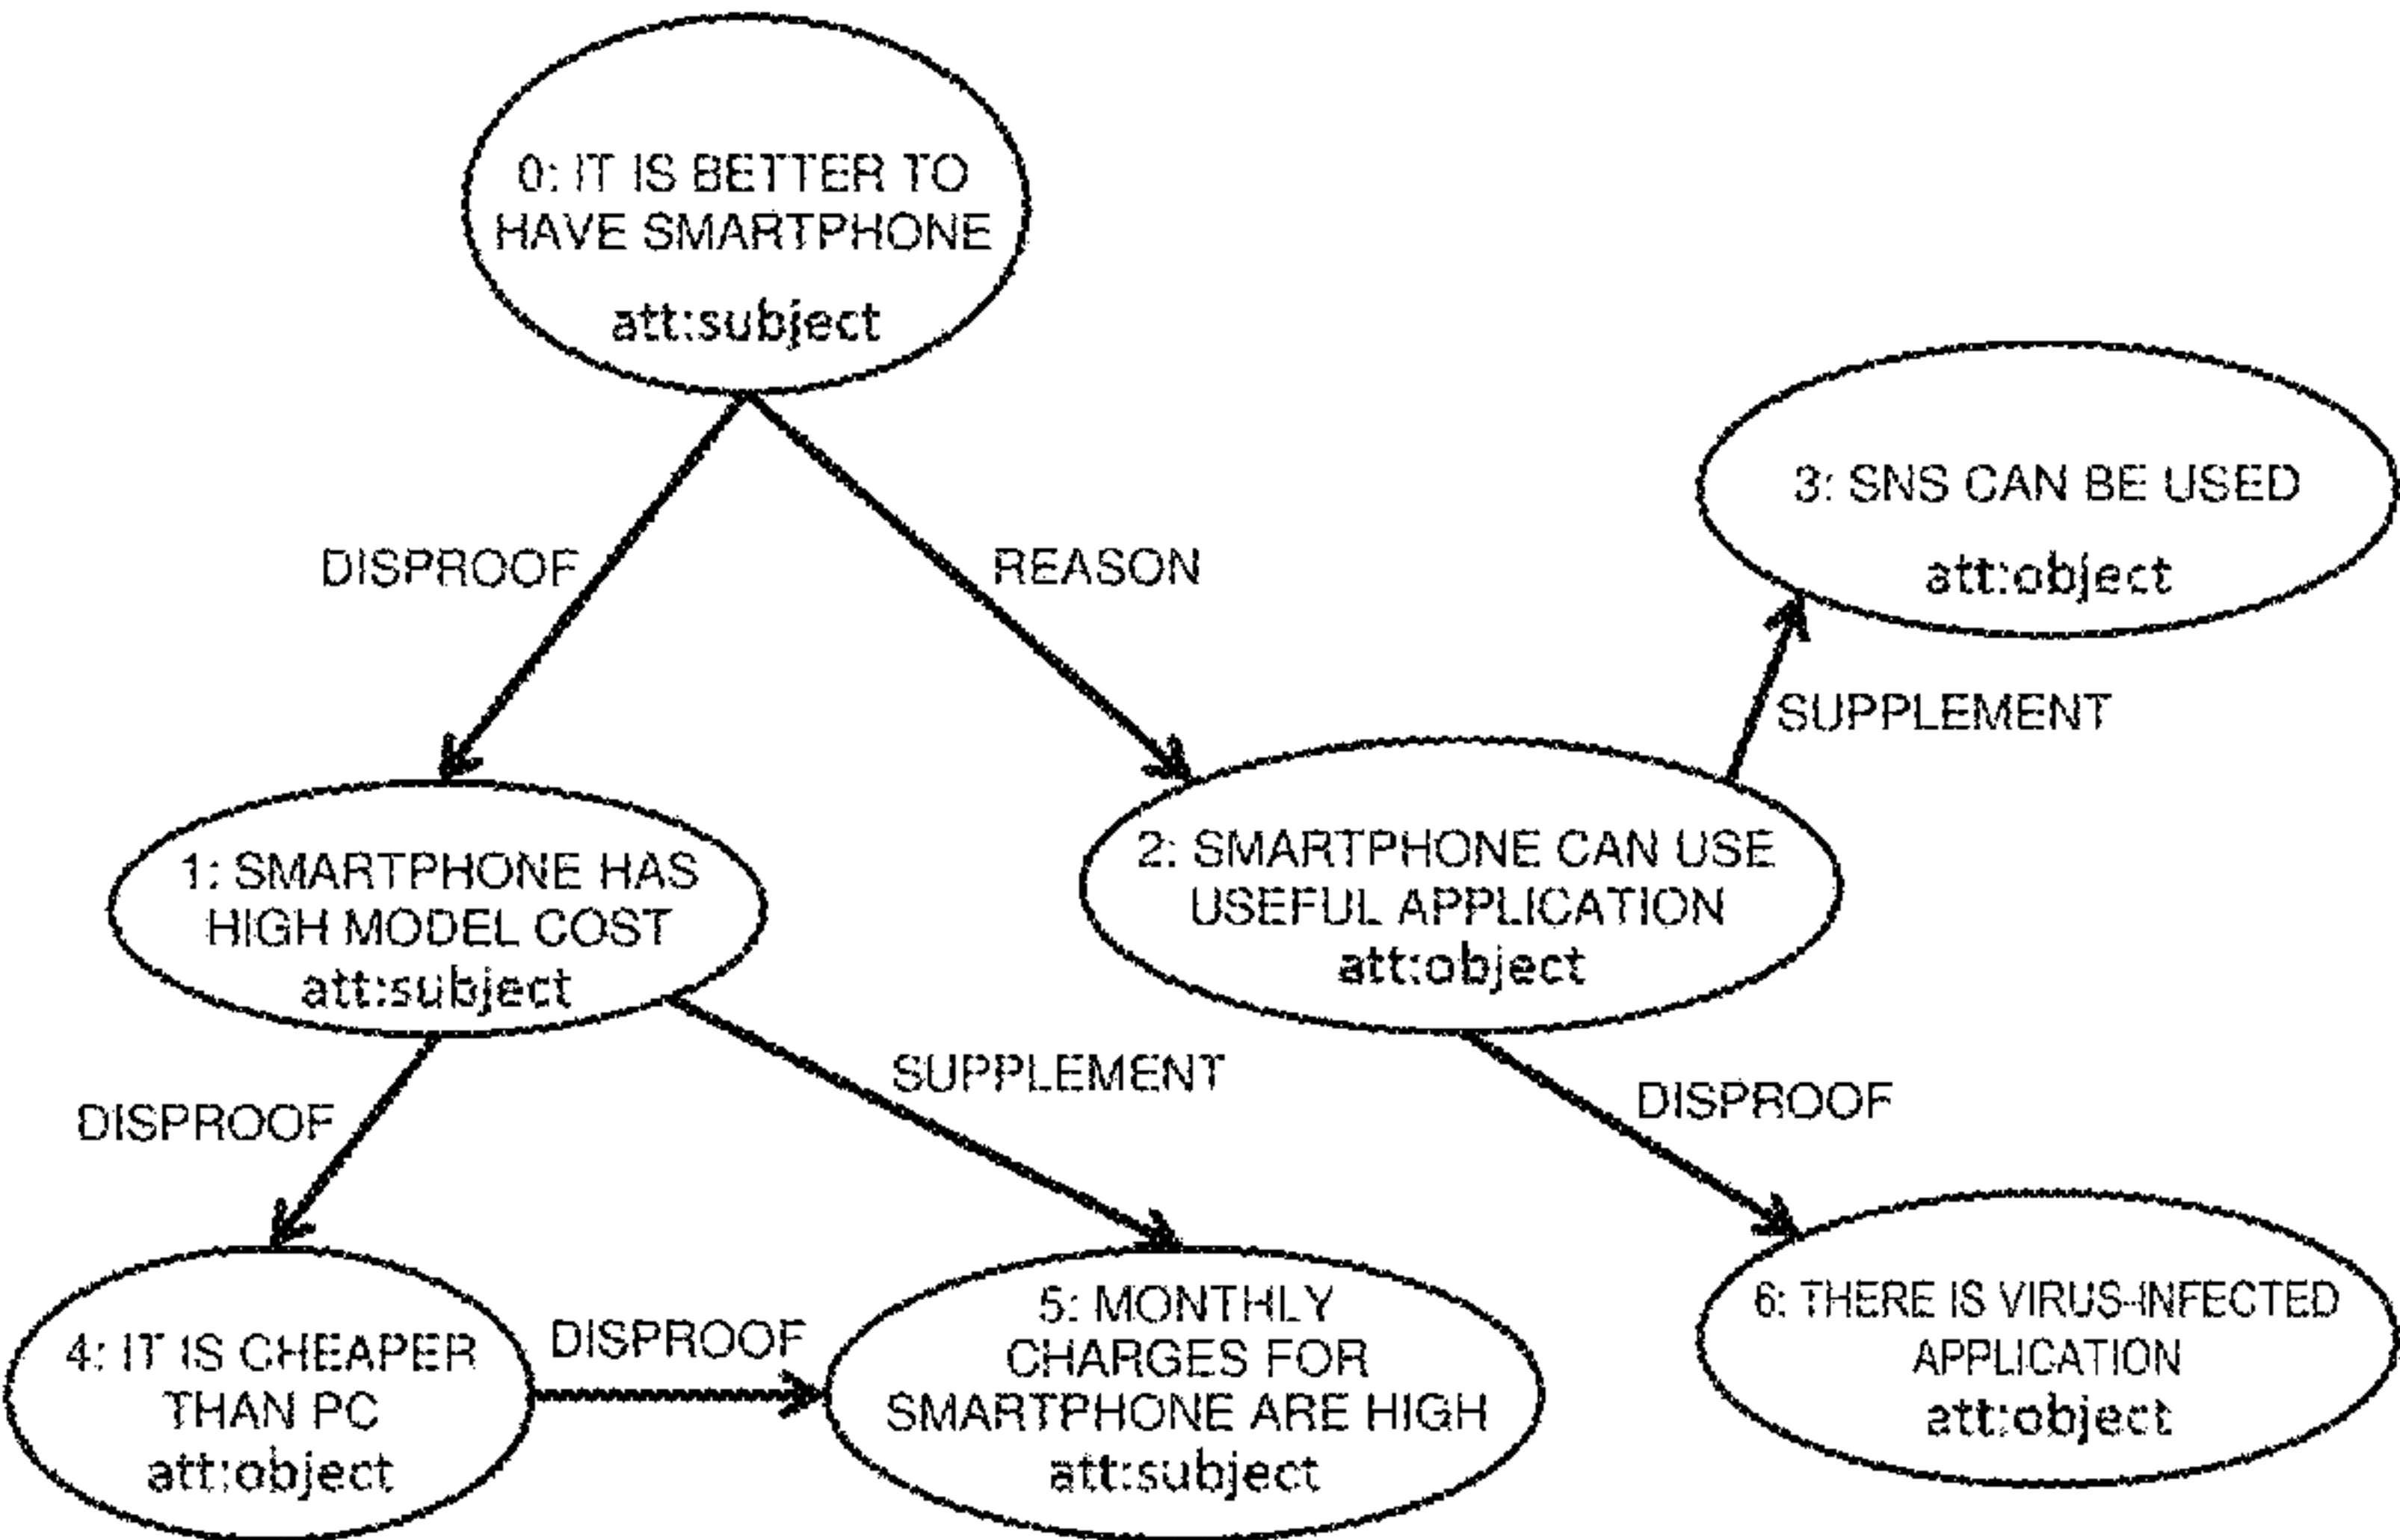 0: IT IS BETTER TO
HAVE SMARTPHONE
att:subject
3: SNS CAN BE USED
att:object
DISPROOF
REASON
SUPPLEMENT
1: SMARTPHONE HAS
HIGH MODEL COST
att:subject
2: SMARTPHONE CAN USE
USEFUL APPLICATION
att:object
DISPROOF
SUPPLEMENT
DISPROOF
4: IT IS CHEAPER
THAN PC
att:object
DISPROOF
5: MONTHLY
CHARGES FOR
SMARTPHONE ARE HIGH
att:subject
6: THERE IS VIRUS-INFECTED
APPLICATION
att:object